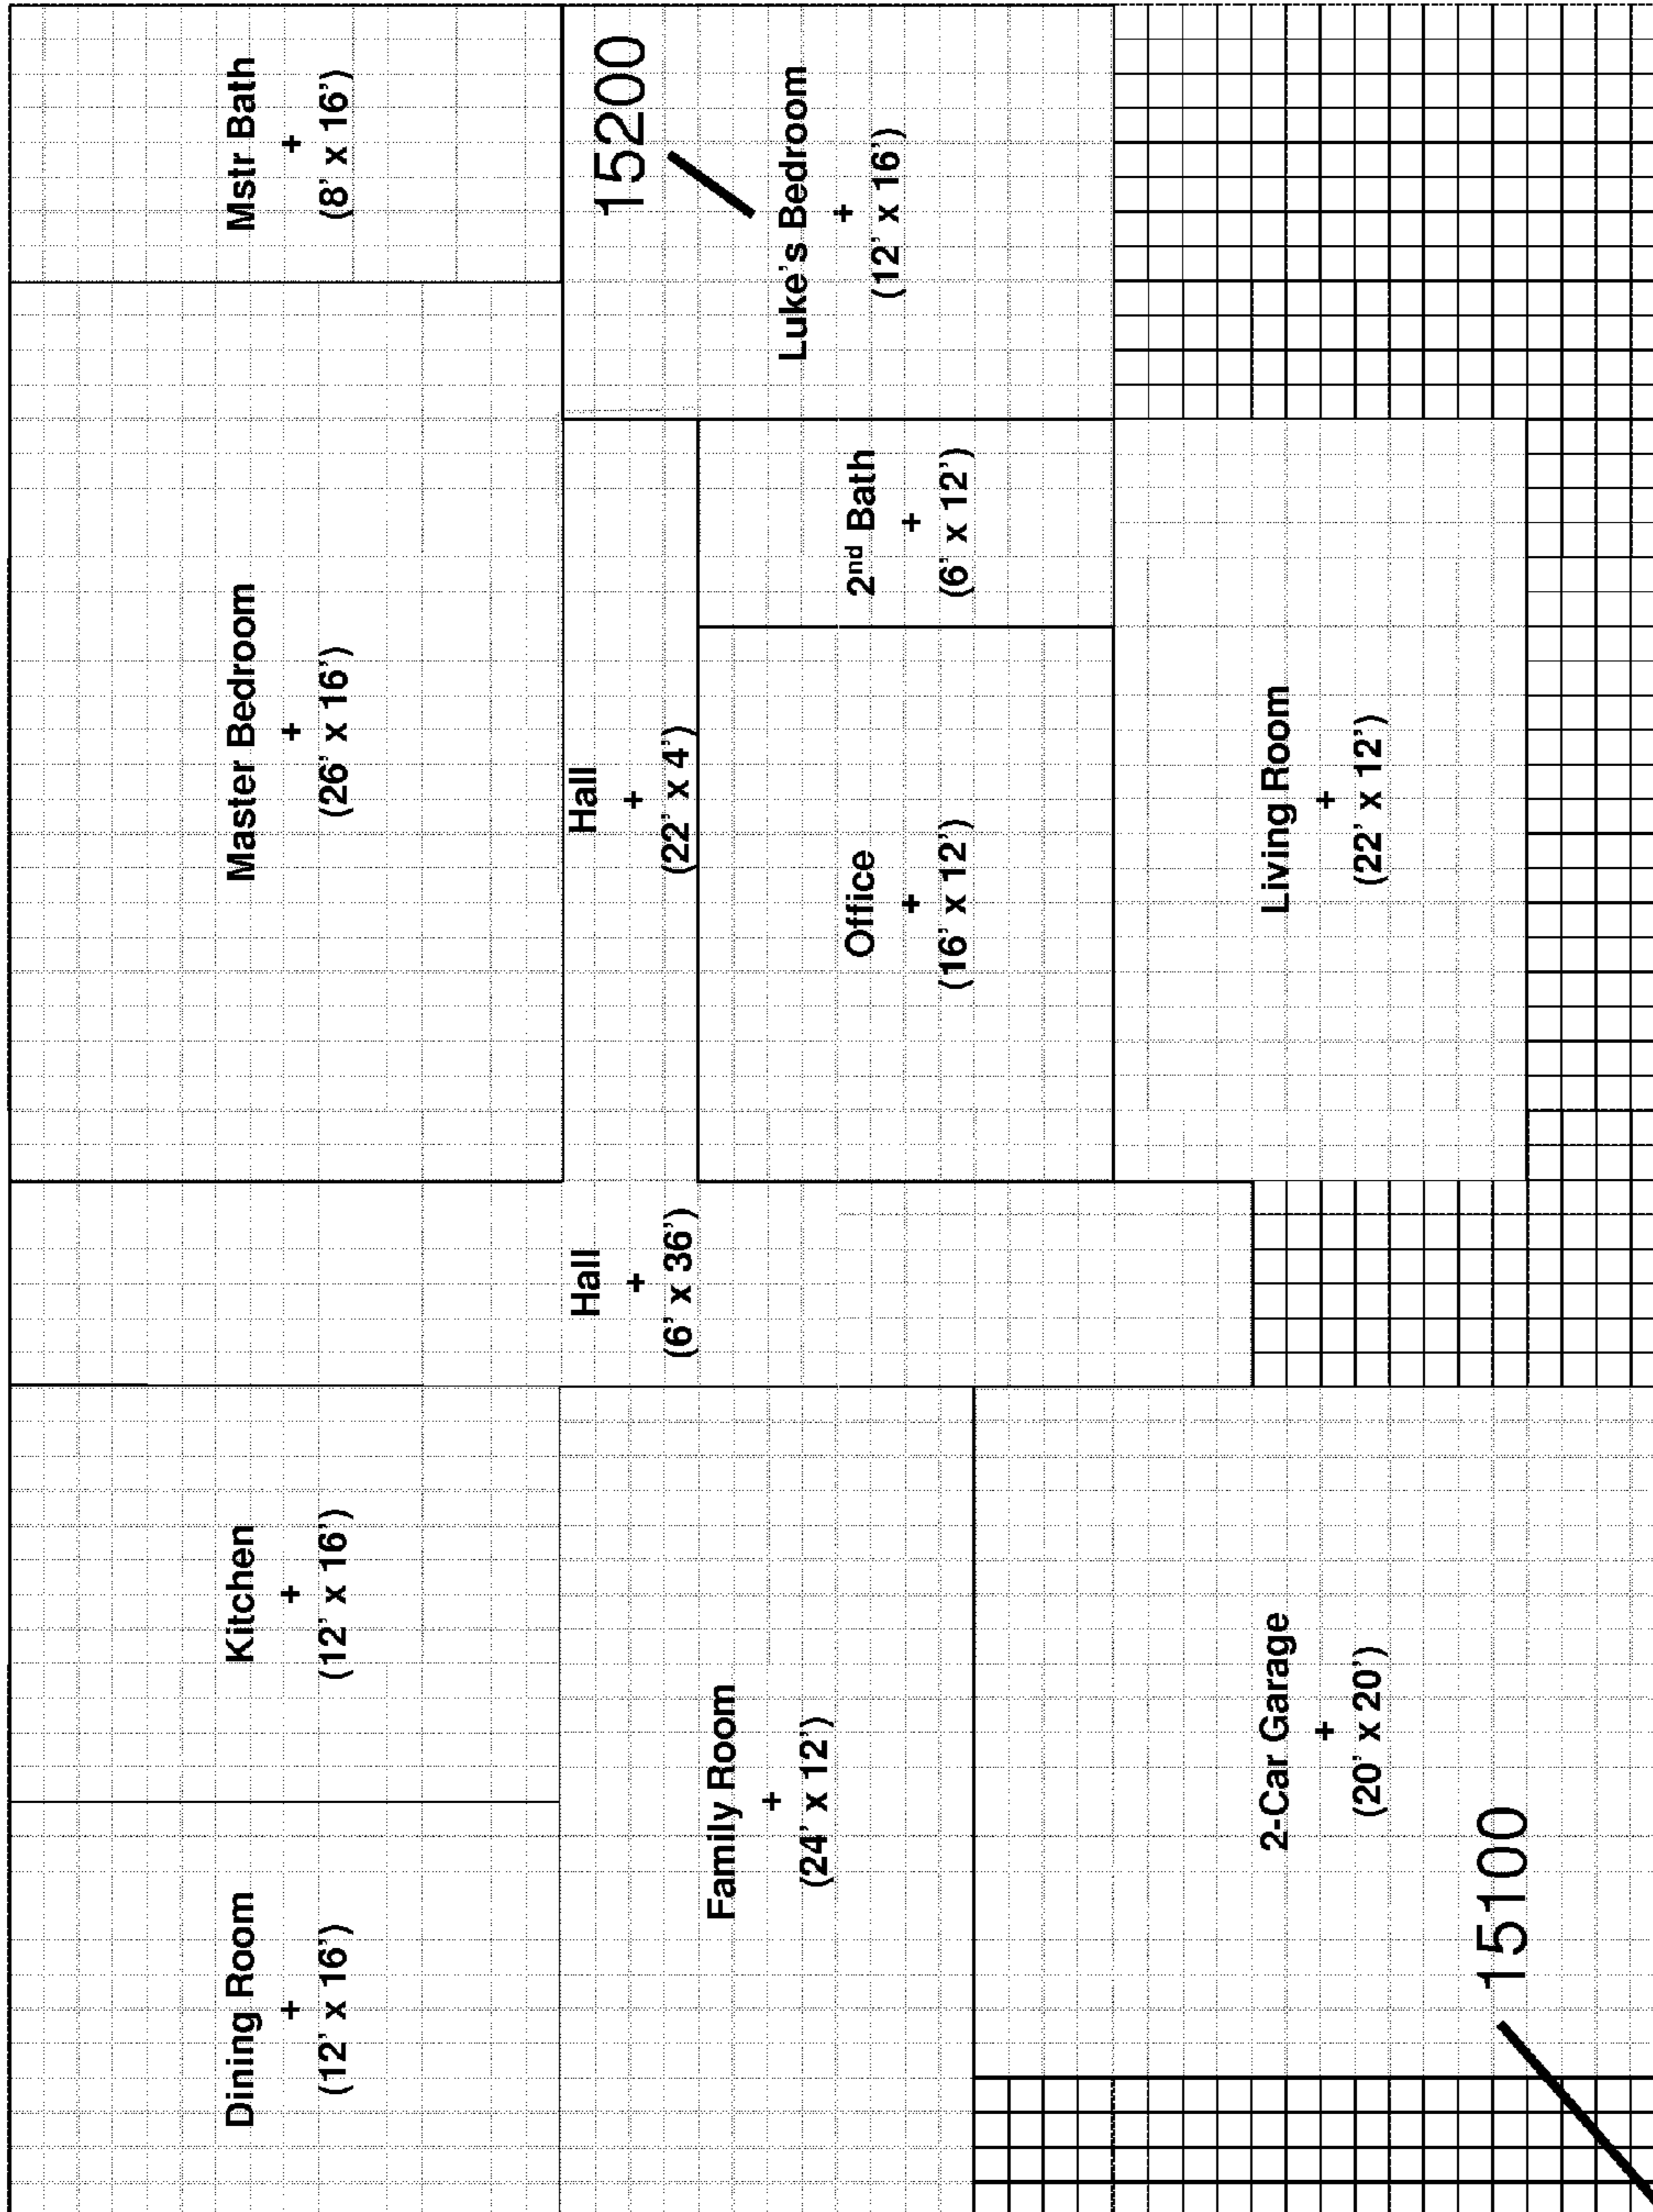 Dining Room
+
(12' x 16')
Kitchen
+
(12' x 16')
Master Bedroom
+
(26' x 16')
Mstr Bath
+
(8' x 16')
Family Room
+
(24' x 12')
Hall
+
(6' x 36')
Hall
+
(22' x 4')
15200
Luke's Bedroom
+
(12' x 16')
Office
+
(16' x 12')
2nd Bath
+
(6' x 12')
2-Car Garage
+
(20' x 20')
Living Room
+
(22' x 12')
15100